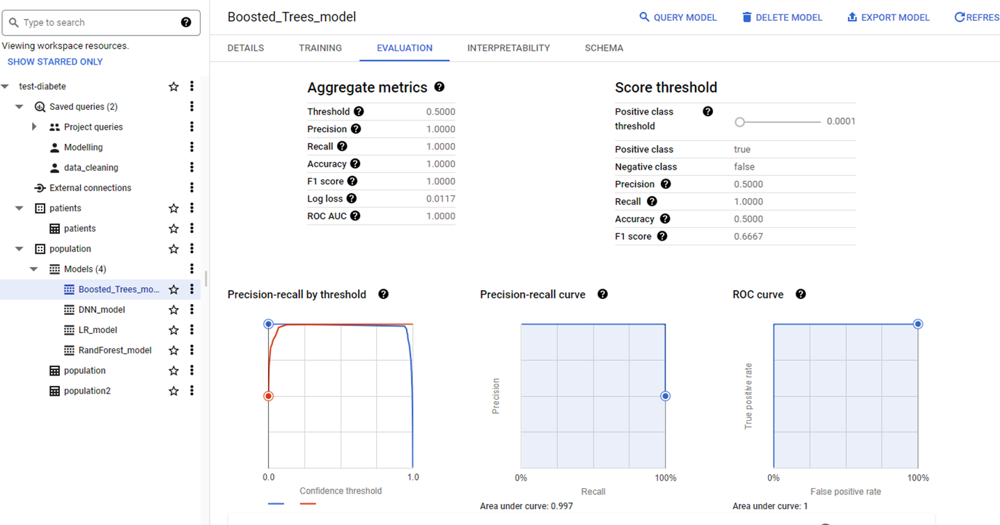 Boosted_Trees_model
QUERY MODEL
DELETE MODEL
EXPORT MODEL
REFRES
Type to search
Viewing workspace resources.
SHOW STARRED ONLY
test-diabete
Saved queries (2)
Project queries
Modelling
data_cleaning
External connections
patients
patients
population
Models (4)
Boosted_Trees_mo...
DNN_model
LR_model
RandForest_model
population
population2
DETAILS
TRAINING
EVALUATION
INTERPRETABILITY
SCHEMA
Aggregate metrics
Threshold 0.5000
Precision 1.0000
Recall 1.0000
Accuracy 1.0000
F1 score 1.0000
Log loss 0.0117
ROC AUC 1.0000
Score threshold
Positive class
threshold
0.0001
Positive class true
Negative class false
Precision 0.5000
Recall 1.0000
Accuracy 0.5000
F1 score 0.6667
Precision-recall by threshold
0.0 1.0
Confidence threshold
Precision-recall curve
Precision
0% 100%
Recall
Area under curve: 0.997
ROC curve
True positive rate
0% 100%
False positive rate
Area under curve: 1